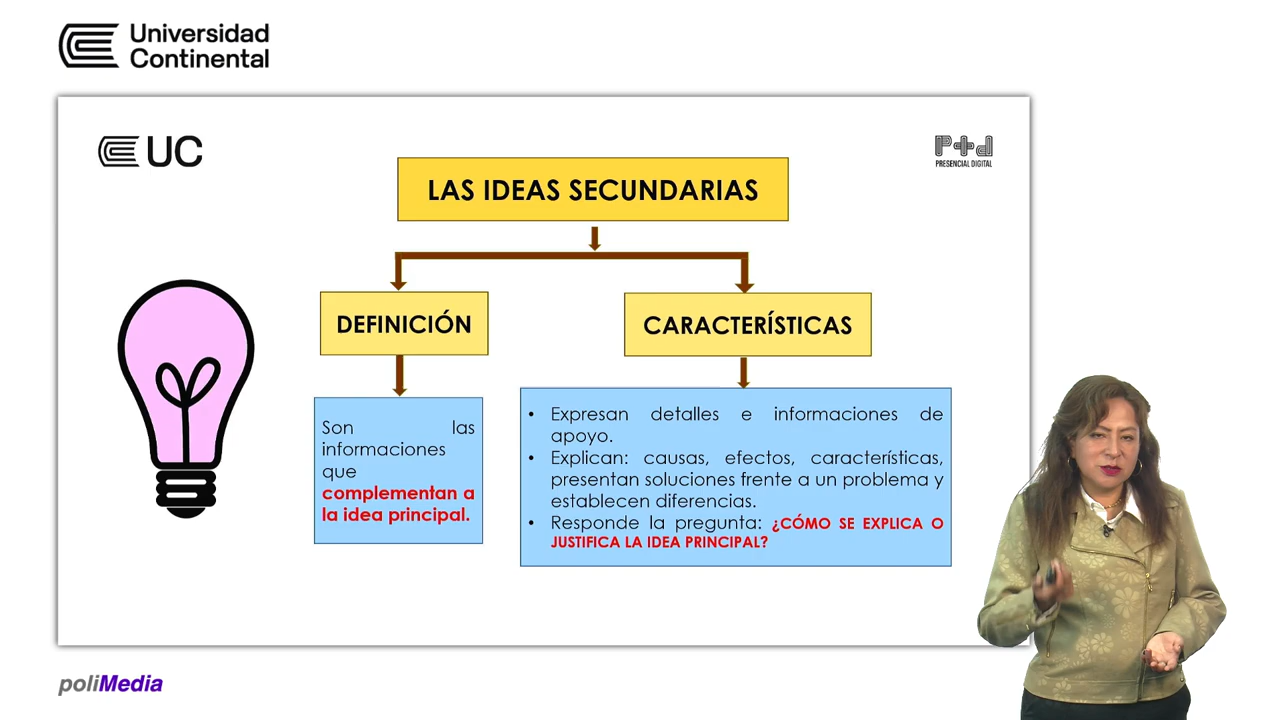 Universidad
Continental
UC
P+d
PRESENCIAL DIGITAL
LAS IDEAS SECUNDARIAS
DEFINICIÓN
CARACTERÍSTICAS
Son las
informaciones
que
complementan a
la idea principal.
• Expresan detalles e informaciones de
apoyo.
• Explican: causas, efectos, características,
presentan soluciones frente a un problema y
establecen diferencias.
• Responde la pregunta: ¿CÓMO SE EXPLICA O
JUSTIFICA LA IDEA PRINCIPAL?
poliMedia